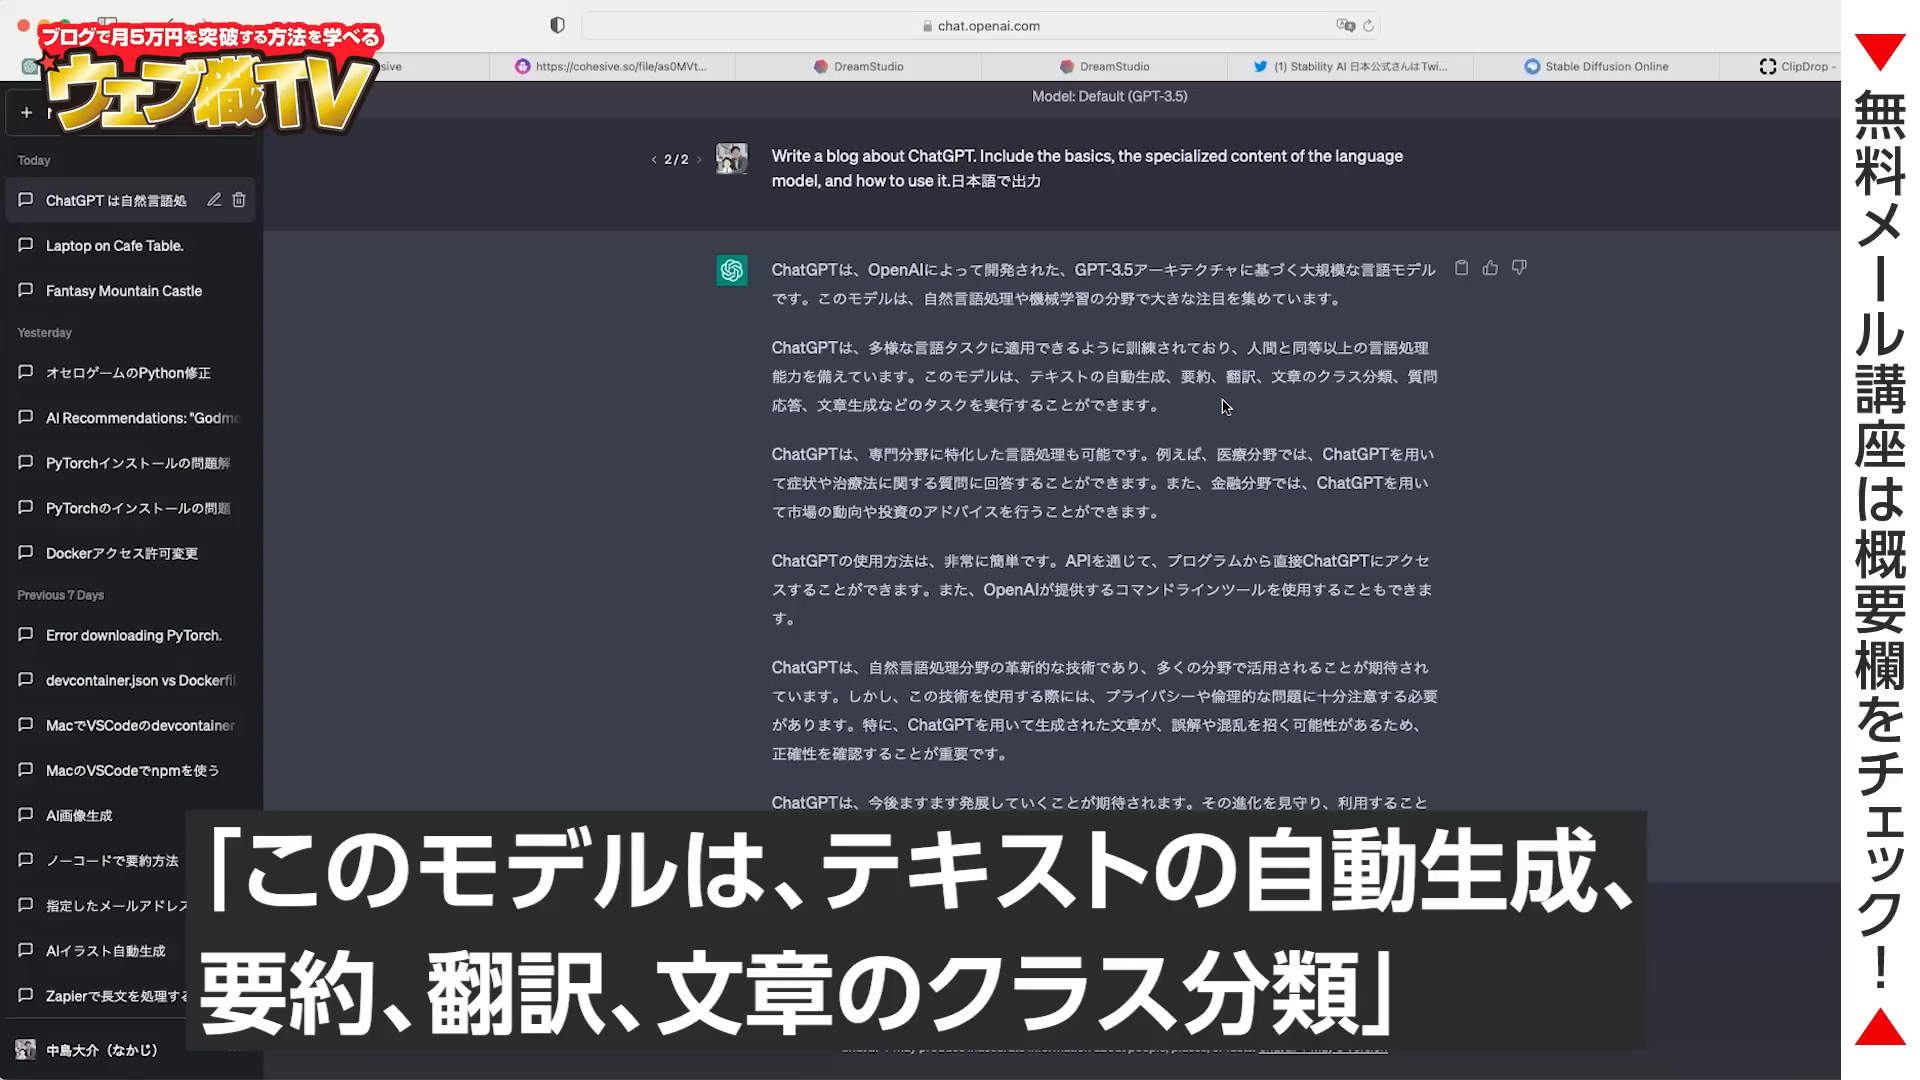 ブログで月5万円を突破する方法を学べる
ウェブ職TV
chat.openai.com
sive
https://cohesive.so/file/as0MVt...
DreamStudio
DreamStudio
(1) Stability AI 日本公式さんはTwi...
Stable Diffusion Online
ClipDrop -
Model: Default (GPT-3.5)
Today
ChatGPT は自然言語処
Laptop on Cafe Table.
Fantasy Mountain Castle
Yesterday
オセロゲームのPython修正
AI Recommendations: "Godmo
PyTorchインストールの問題解
PyTorchのインストールの問題
Dockerアクセス許可変更
Previous 7 Days
Error downloading PyTorch.
devcontainer.json vs Dockerfil
MacでVSCodeのdevcontainer
MacのVSCodeでnpmを使う
AI画像生成
ノーコードで要約方法
指定したメールアドレス
AIイラスト自動生成
Zapierで長文を処理する
中島大介（なかじ）
< 2/2 >
Write a blog about ChatGPT. Include the basics, the specialized content of the language
model, and how to use it.日本語で出力
ChatGPTは、OpenAIによって開発された、GPT-3.5アーキテクチャに基づく大規模な言語モデル
です。このモデルは、自然言語処理や機械学習の分野で大きな注目を集めています。
ChatGPTは、多様な言語タスクに適用できるように訓練されており、人間と同等以上の言語処理
能力を備えています。このモデルは、テキストの自動生成、要約、翻訳、文章のクラス分類、質問
応答、文章生成などのタスクを実行することができます。
ChatGPTは、専門分野に特化した言語処理も可能です。例えば、医療分野では、ChatGPTを用い
て症状や治療法に関する質問に回答することができます。また、金融分野では、ChatGPTを用い
て市場の動向や投資のアドバイスを行うことができます。
ChatGPTの使用方法は、非常に簡単です。APIを通じて、プログラムから直接ChatGPTにアクセ
スすることができます。また、OpenAIが提供するコマンドラインツールを使用することもできま
す。
ChatGPTは、自然言語処理分野の革新的な技術であり、多くの分野で活用されることが期待され
ています。しかし、この技術を使用する際には、プライバシーや倫理的な問題に十分注意する必要
があります。特に、ChatGPTを用いて生成された文章が、誤解や混乱を招く可能性があるため、
正確性を確認することが重要です。
ChatGPTは、今後ますます発展していくことが期待されます。その進化を見守り、利用すること
「このモデルは、テキストの自動生成、
要約、翻訳、文章のクラス分類」
無料メール講座は概要欄をチェック！